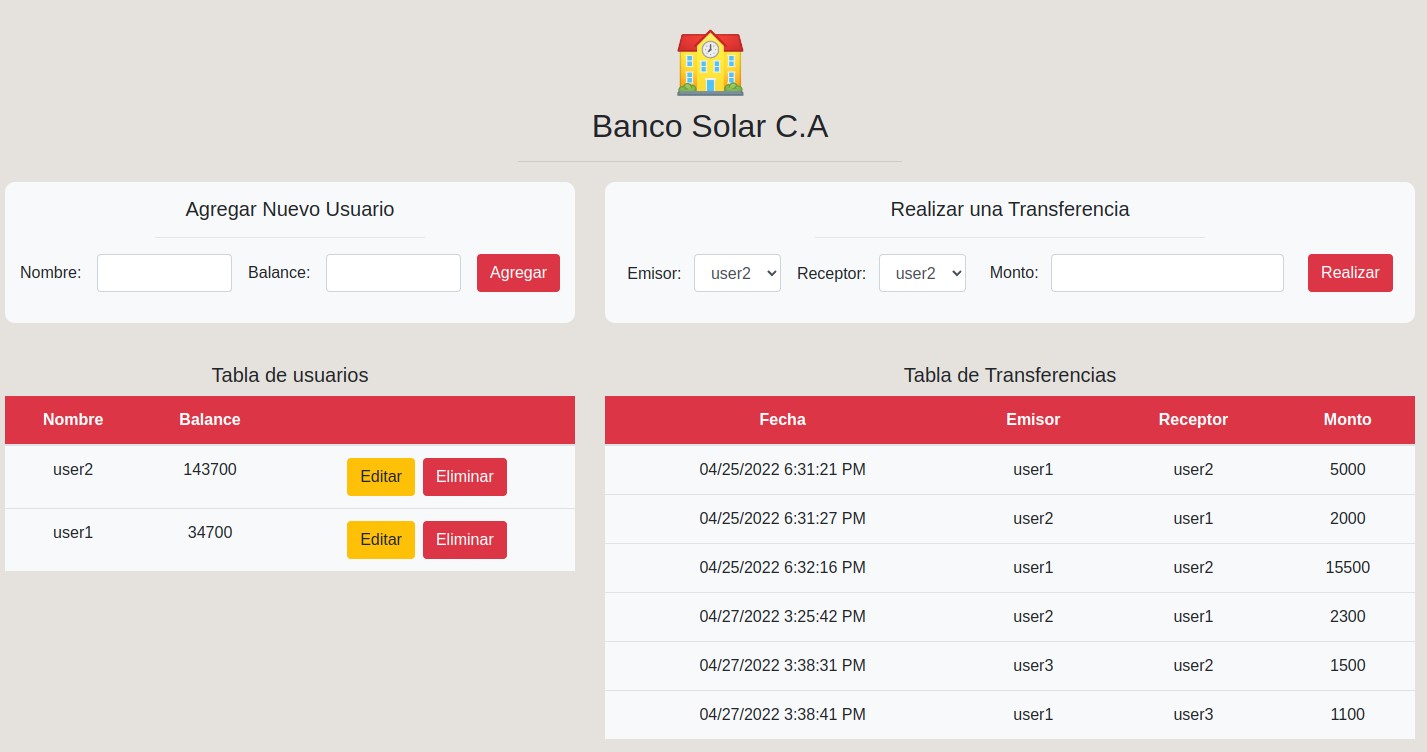 Banco Solar C.A
Agregar Nuevo Usuario
Nombre: Balance: Agregar
Realizar una Transferencia
Emisor: user2 Receptor: user2 Monto: Realizar
Tabla de usuarios
Nombre Balance
user2 143700 Editar Eliminar
user1 34700 Editar Eliminar
Tabla de Transferencias
Fecha Emisor Receptor Monto
04/25/2022 6:31:21 PM user1 user2 5000
04/25/2022 6:31:27 PM user2 user1 2000
04/25/2022 6:32:16 PM user1 user2 15500
04/27/2022 3:25:42 PM user2 user1 2300
04/27/2022 3:38:31 PM user3 user2 1500
04/27/2022 3:38:41 PM user1 user3 1100